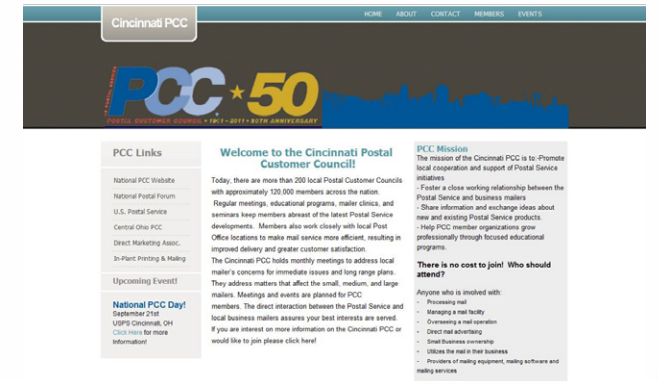 Cincinnati PCC
HOME ABOUT CONTACT MEMBERS EVENTS
PCC ★ 50
POSTAL CUSTOMER COUNCIL • 1961 - 2011 • 50TH ANNIVERSARY
PCC Links
National PCC Website
National Postal Forum
U.S. Postal Service
Central Ohio PCC
Direct Marketing Assoc.
In-Plant Printing & Mailing
Upcoming Event!
National PCC Day!
September 21st
USPS Cincinnati, OH
Click Here for more
Information!
Welcome to the Cincinnati Postal
Customer Council!
Today, there are more than 200 local Postal Customer Councils
with approximately 120,000 members across the nation.
Regular meetings, educational programs, mailer clinics, and
seminars keep members abreast of the latest Postal Service
developments. Members also work closely with local Post
Office locations to make mail service more efficient, resulting in
improved delivery and greater customer satisfaction.
The Cincinnati PCC holds monthly meetings to address local
mailer's concerns for immediate issues and long range plans.
They address matters that affect the small, medium, and large
mailers. Meetings and events are planned for PCC
members. The direct interaction between the Postal Service and
local business mailers assures your best interests are served.
If you are interest on more information on the Cincinnati PCC or
would like to join please click here!
PCC Mission
The mission of the Cincinnati PCC is to:-Promote
local cooperation and support of Postal Service
initiatives
- Foster a close working relationship between the
Postal Service and business mailers
- Share information and exchange ideas about
new and existing Postal Service products.
- Help PCC member organizations grow
professionally through focused educational
programs.
There is no cost to join! Who should
attend?
Anyone who is involved with:
- Processing mail
- Managing a mail facility
- Overseeing a mail operation
- Direct mail advertising
- Small Business ownership
- Utilizes the mail in their business
- Providers of mailing equipment, mailing software and
mailing services